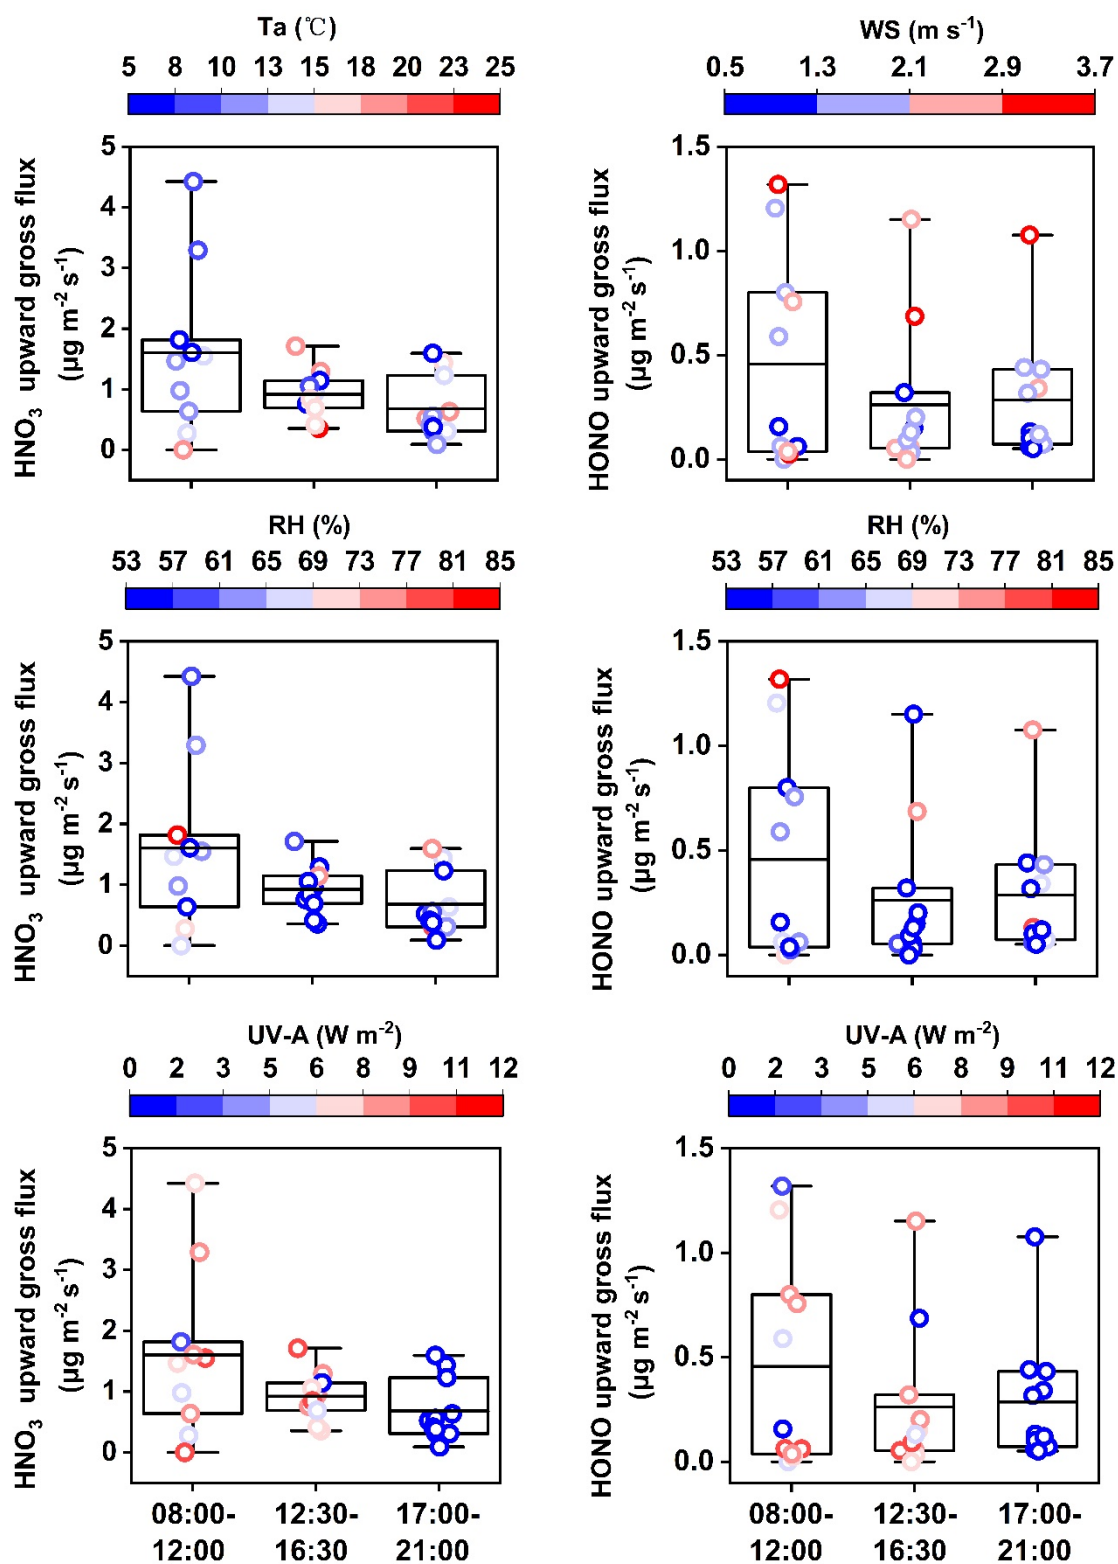 Ta (℃)
5 8 10 13 15 18 20 23 25
HNO3 upward gross flux
(µg m-2 s-1)
5
4
3
2
1
0
WS (m s-1)
0.5 1.3 2.1 2.9 3.7
HONO upward gross flux
(µg m-2 s-1)
1.5
1.0
0.5
0.0
RH (%)
53 57 61 65 69 73 77 81 85
HNO3 upward gross flux
(µg m-2 s-1)
5
4
3
2
1
0
RH (%)
53 57 61 65 69 73 77 81 85
HONO upward gross flux
(µg m-2 s-1)
1.5
1.0
0.5
0.0
UV-A (W m-2)
0 2 3 5 6 8 9 11 12
HNO3 upward gross flux
(µg m-2 s-1)
5
4
3
2
1
0
08:00- 12:30- 17:00-
12:00 16:30 21:00
UV-A (W m-2)
0 2 3 5 6 8 9 11 12
HONO upward gross flux
(µg m-2 s-1)
1.5
1.0
0.5
0.0
08:00- 12:30- 17:00-
12:00 16:30 21:00